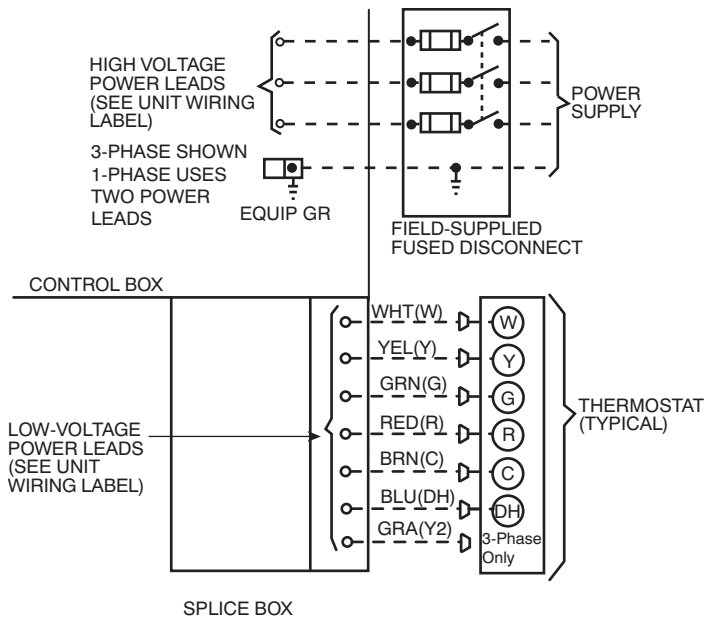 HIGH VOLTAGE
POWER LEADS
(SEE UNIT WIRING
LABEL)
POWER
SUPPLY
3-PHASE SHOWN
1-PHASE USES
TWO POWER
LEADS
EQUIP GR
FIELD-SUPPLIED
FUSED DISCONNECT
CONTROL BOX
WHT(W)
W
YEL(Y)
Y
GRN(G)
G
RED(R)
R
BRN(C)
C
BLU(DH)
DH
GRA(Y2)
3-Phase
Only
THERMOSTAT
(TYPICAL)
LOW-VOLTAGE
POWER LEADS
(SEE UNIT
WIRING LABEL)
SPLICE BOX